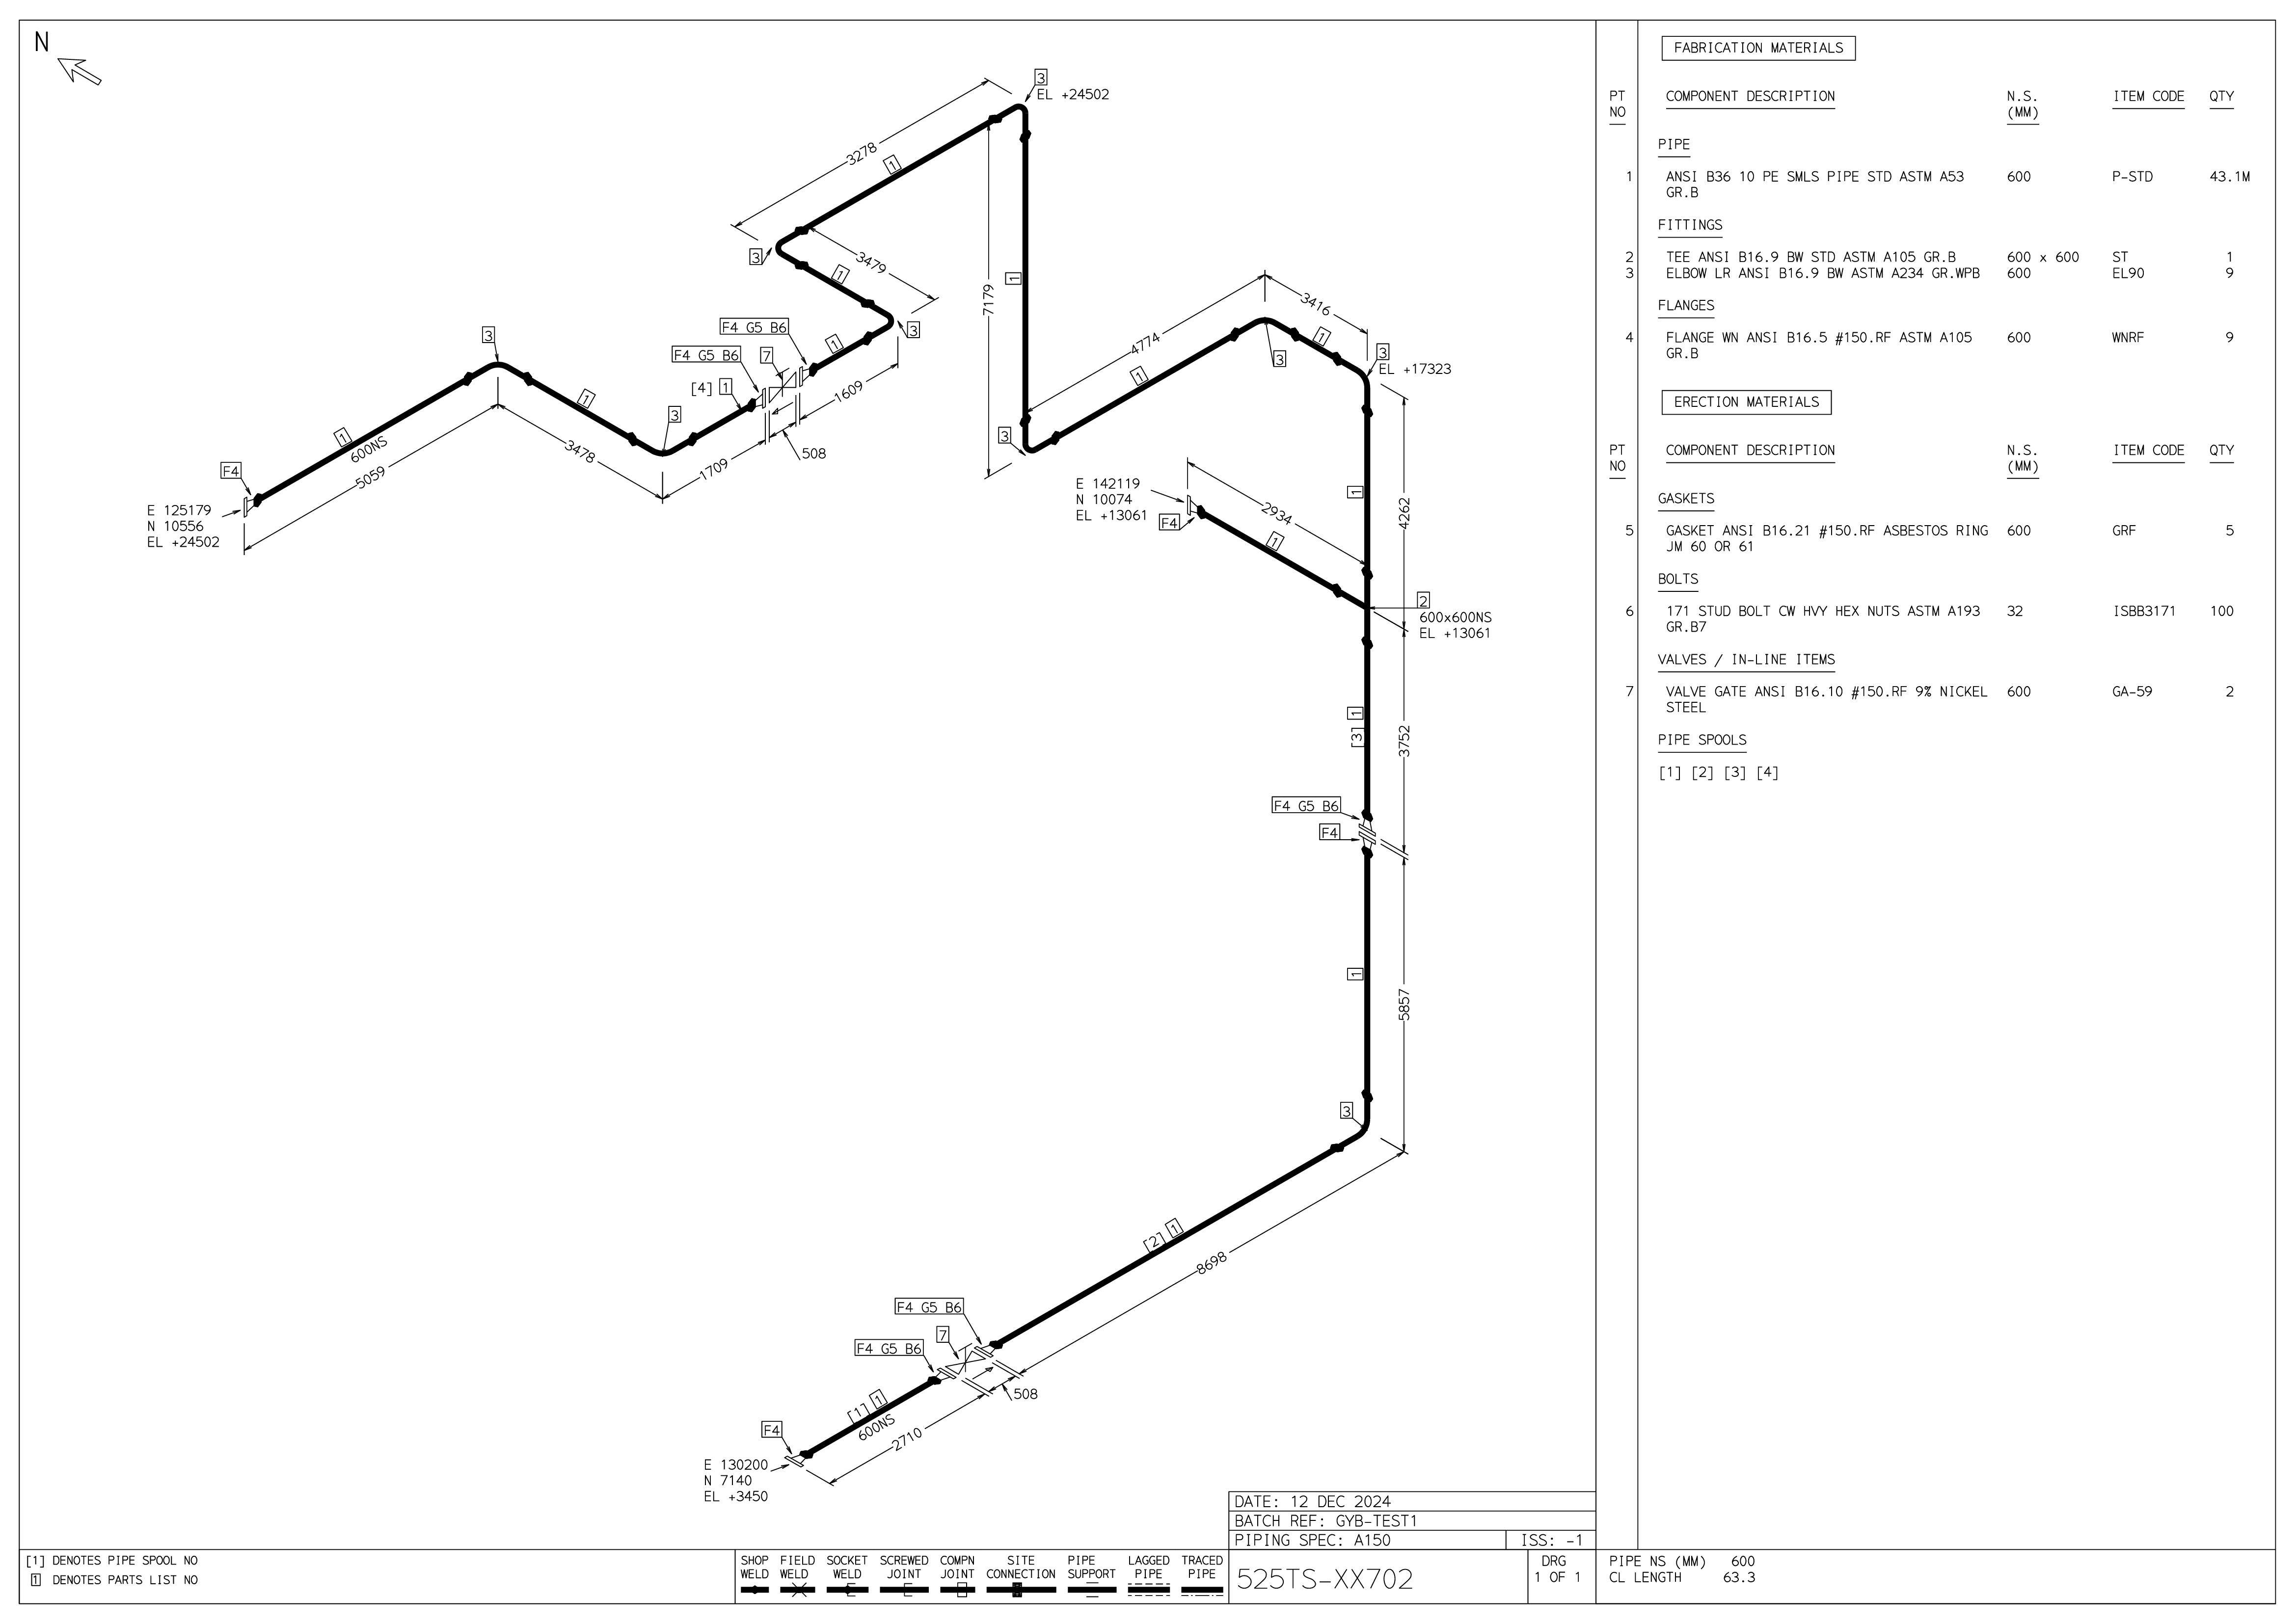 N
3
EL +24502
3278
1
3
3479
1
7179
1
3
3416
3
F4 G5 B6
3
4774
1
3
EL +17323
F4 G5 B6
7
1
3
[4] 1
1609
1
3
1
3
1
600NS
3478
508
3
1709
F4
5059
E 125179
N 10556
EL +24502
E 142119
N 10074
EL +13061
F4
2934
1
1
4262
2
600x600NS
EL +13061
1
[3]
3752
F4 G5 B6
F4
1
5857
3
[2] 1
8698
F4 G5 B6
7
F4 G5 B6
508
[1] 1
600NS
2710
F4
E 130200
N 7140
EL +3450
FABRICATION MATERIALS
PT NO COMPONENT DESCRIPTION N.S. (MM) ITEM CODE QTY
PIPE
1 ANSI B36 10 PE SMLS PIPE STD ASTM A53 600 P-STD 43.1M
GR.B
FITTINGS
2 TEE ANSI B16.9 BW STD ASTM A105 GR.B 600 x 600 ST 1
3 ELBOW LR ANSI B16.9 BW ASTM A234 GR.WPB 600 EL90 9
FLANGES
4 FLANGE WN ANSI B16.5 #150.RF ASTM A105 600 WNRF 9
GR.B
ERECTION MATERIALS
PT NO COMPONENT DESCRIPTION N.S. (MM) ITEM CODE QTY
GASKETS
5 GASKET ANSI B16.21 #150.RF ASBESTOS RING 600 GRF 5
JM 60 OR 61
BOLTS
6 171 STUD BOLT CW HVY HEX NUTS ASTM A193 32 ISBB3171 100
GR.B7
VALVES / IN-LINE ITEMS
7 VALVE GATE ANSI B16.10 #150.RF 9% NICKEL 600 GA-59 2
STEEL
PIPE SPOOLS
[1] [2] [3] [4]
DATE: 12 DEC 2024
BATCH REF: GYB-TEST1
PIPING SPEC: A150 ISS: -1
[1] DENOTES PIPE SPOOL NO
1 DENOTES PARTS LIST NO
SHOP WELD
FIELD WELD
SOCKET WELD
SCREWED JOINT
COMPN JOINT
SITE CONNECTION
PIPE SUPPORT
LAGGED PIPE
TRACED PIPE
525TS-XX702
DRG
1 OF 1
PIPE NS (MM) 600
CL LENGTH 63.3